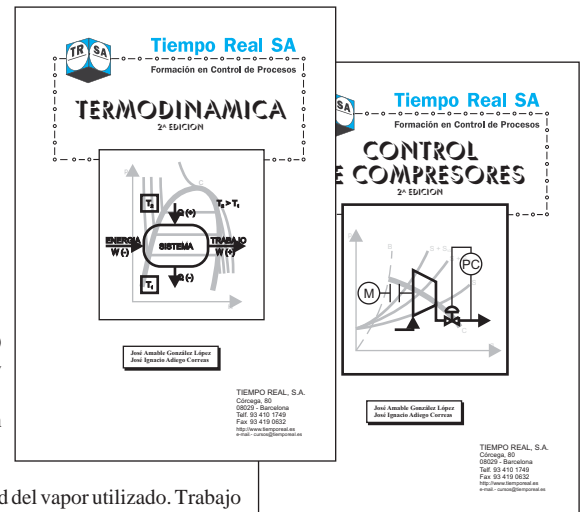 TR SA
Tiempo Real SA
Formación en Control de Procesos
TERMODINAMICA
2ª EDICION
T₂
T₂ > T₁
Q (+)
ENERGIA
W (-)
SISTEMA
TRABAJO
W (+)
T₁
Q (-)
José Amable González López
José Ignacio Adiego Correas
TIEMPO REAL, S.A.
Córcega, 80
08029 - Barcelona
Telf. 93 410 1749
Fax 93 419 0632
http://www.tiemporeal.es
e-mail - cursos@tiemporeal.es
SA
Tiempo Real SA
Formación en Control de Procesos
CONTROL
E COMPRESORES
2ª EDICION
B
PC
M
C
José Amable González López
José Ignacio Adiego Correas
TIEMPO REAL, S.A.
Córcega, 80
08029 - Barcelona
Telf. 93 410 1749
Fax 93 419 0632
http://www.tiemporeal.es
e-mail - cursos@tiemporeal.es
d del vapor utilizado. Trabajo